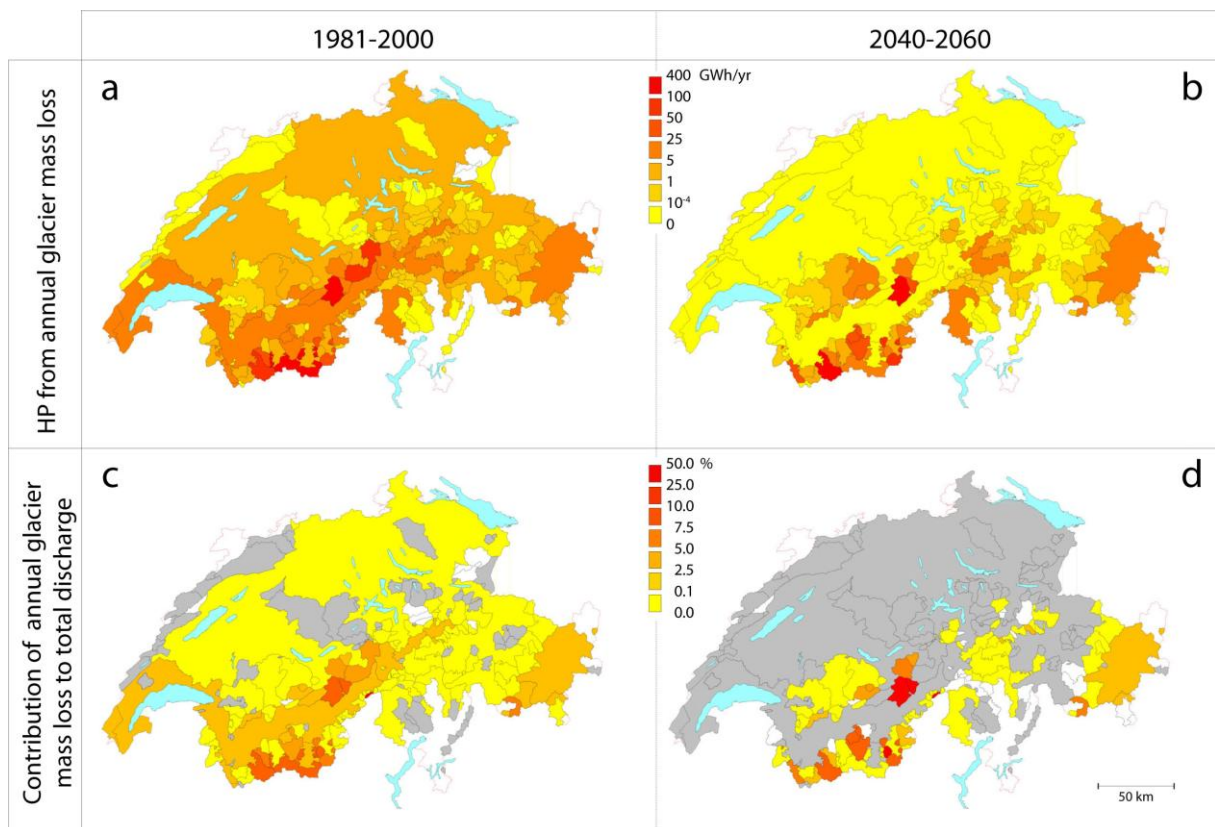 1981-2000
2040-2060
HP from annual glacier mass loss
a
400 GWh/yr
100
50
25
5
1
10⁻⁴
0
b
Contribution of annual glacier
mass loss to total discharge
c
50.0 %
25.0
10.0
7.5
5.0
2.5
0.1
0.0
d
50 km